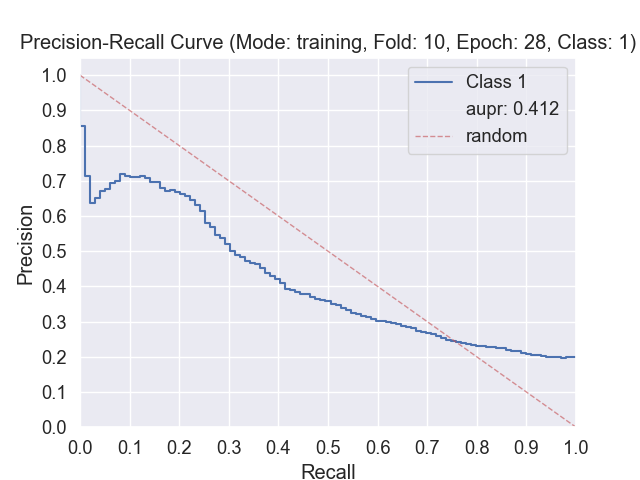 Precision-Recall Curve (Mode: training, Fold: 10, Epoch: 28, Class: 1)
1.0
0.9
0.8
0.7
0.6
0.5
0.4
0.3
0.2
0.1
0.0
Precision
Class 1
aupr: 0.412
random
0.0 0.1 0.2 0.3 0.4 0.5 0.6 0.7 0.8 0.9 1.0
Recall